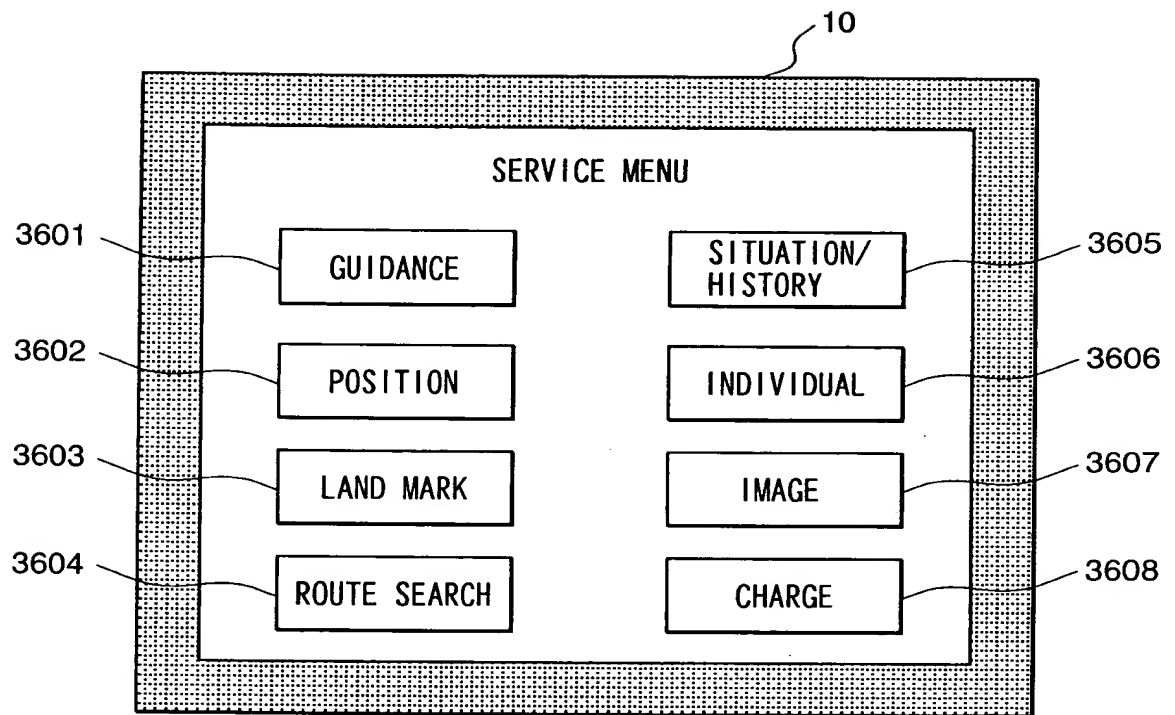 10
SERVICE MENU
3601
GUIDANCE
SITUATION/
HISTORY
3605
3602
POSITION
INDIVIDUAL
3606
3603
LAND MARK
IMAGE
3607
3604
ROUTE SEARCH
CHARGE
3608